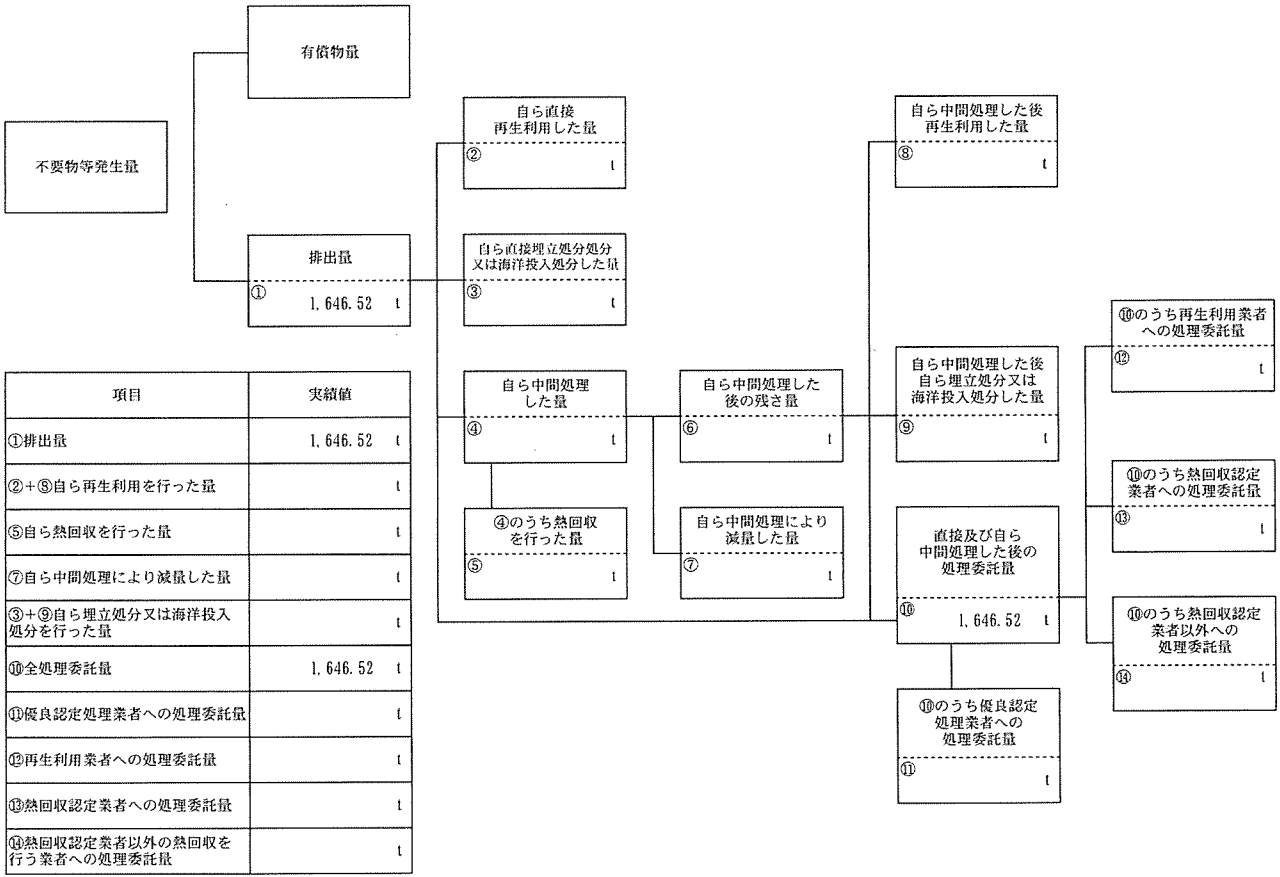 有償物量
不要物等発生量
排出量
①
1,646.52 t
自ら直接
再生利用した量
②
t
自ら直接埋立処分処分
又は海洋投入処分した量
③
t
自ら中間処理
した量
④
t
④のうち熱回収
を行った量
⑤
t
自ら中間処理した
後の残さ量
⑥
t
自ら中間処理により
減量した量
⑦
t
自ら中間処理した後
再生利用した量
⑧
t
自ら中間処理した後
自ら埋立処分又は
海洋投入処分した量
⑨
t
直接及び自ら
中間処理した後の
処理委託量
⑩
1,646.52 t
⑩のうち優良認定
処理業者への
処理委託量
⑪
t
⑩のうち再生利用業者
への処理委託量
⑫
t
⑩のうち熱回収認定
業者への処理委託量
⑬
t
⑩のうち熱回収認定
業者以外への
処理委託量
⑭
t
項目 実績値
①排出量 1,646.52 t
②＋⑧自ら再生利用を行った量 t
⑤自ら熱回収を行った量 t
⑦自ら中間処理により減量した量 t
③＋⑨自ら埋立処分又は海洋投入
処分を行った量 t
⑩全処理委託量 1,646.52 t
⑪優良認定処理業者への処理委託量 t
⑫再生利用業者への処理委託量 t
⑬熱回収認定業者への処理委託量 t
⑭熱回収認定業者以外の熱回収を
行う業者への処理委託量 t